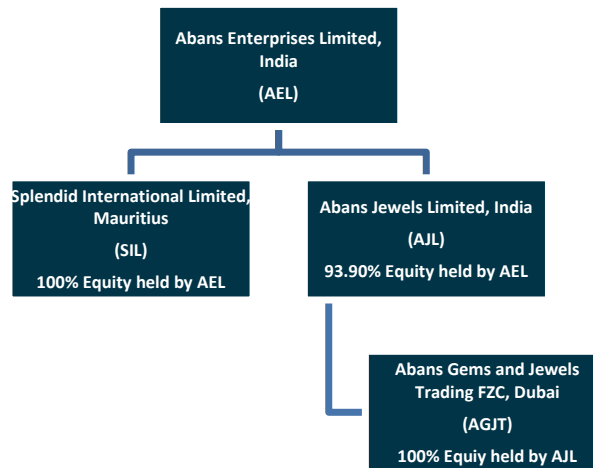 Abans Enterprises Limited,
India
(AEL)
Splendid International Limited,
Mauritius
(SIL)
100% Equity held by AEL
Abans Jewels Limited, India
(AJL)
93.90% Equity held by AEL
Abans Gems and Jewels
Trading FZC, Dubai
(AGJT)
100% Equiy held by AJL